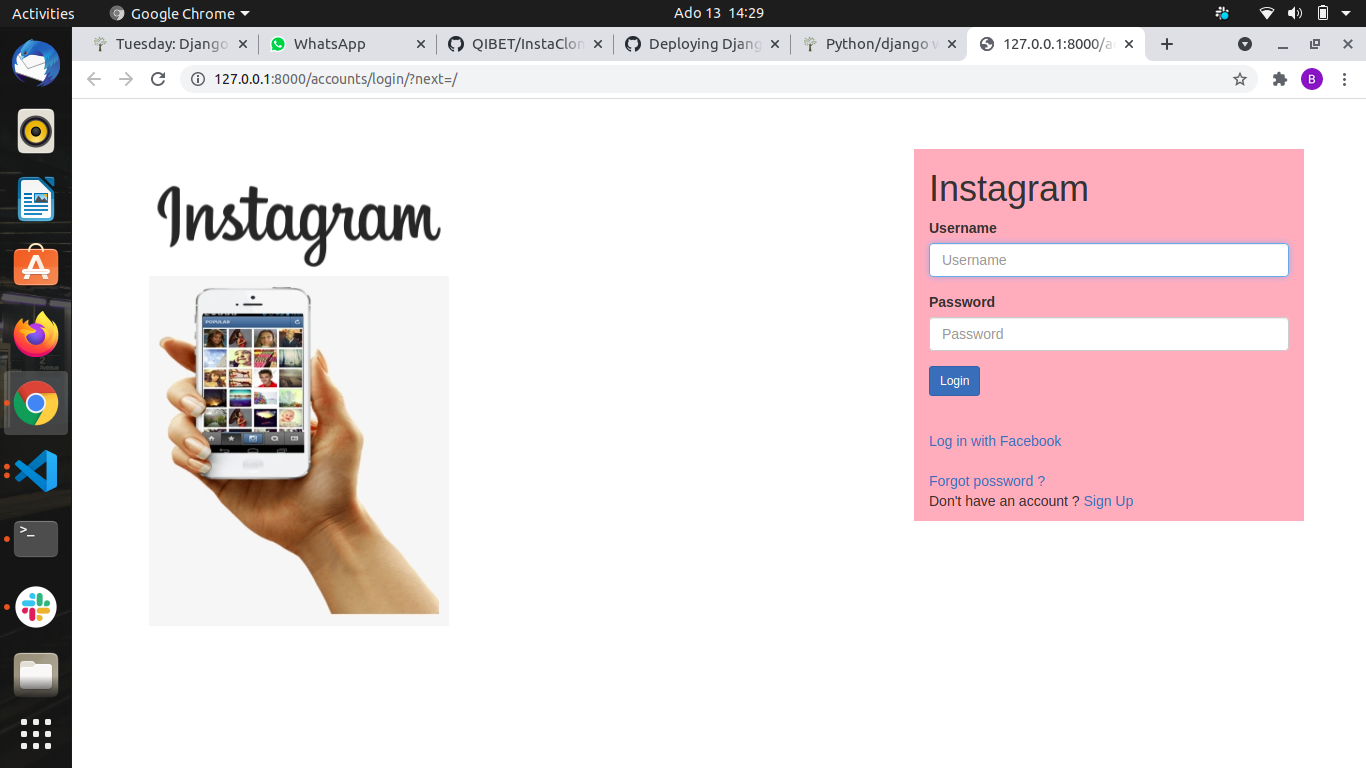 Activities
Google Chrome
Ado 13 14:29
Tuesday: Django
WhatsApp
QIBET/InstaClon
Deploying Djang
Python/django w
127.0.0.1:8000/a
B
127.0.0.1:8000/accounts/login/?next=/
Instagram
POPULAR
Instagram
Username
Username
Password
Password
Login
Log in with Facebook
Forgot possword ?
Don't have an account ? Sign Up